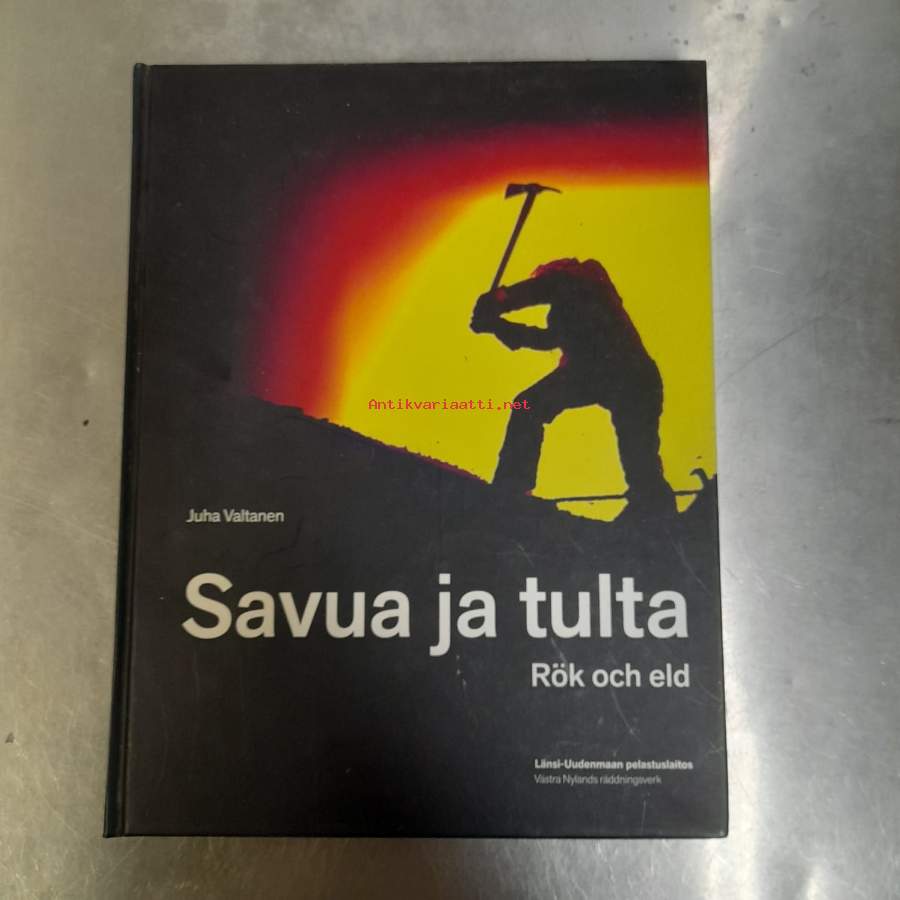 Antikvariaatti.net
Juha Valtanen
Savua ja tulta
Rök och eld
Länsi-Uudenmaan pelastuslaitos
Västra Nylands räddningsverk